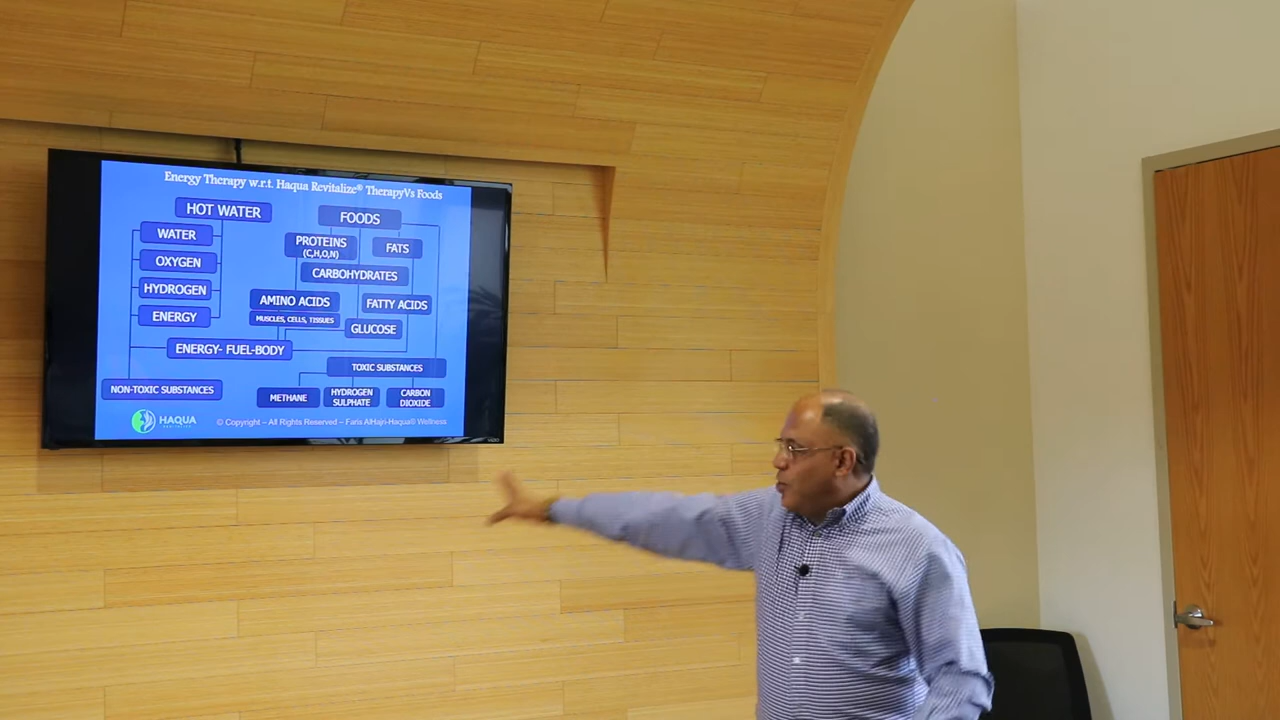 Energy Therapy w.r.t. Haqua Revitalize® TherapyVs Foods
HOT WATER
WATER
OXYGEN
HYDROGEN
ENERGY
FOODS
PROTEINS
(C,H,O,N)
FATS
CARBOHYDRATES
AMINO ACIDS
MUSCLES, CELLS, TISSUES
FATTY ACIDS
GLUCOSE
ENERGY- FUEL-BODY
TOXIC SUBSTANCES
NON-TOXIC SUBSTANCES
METHANE
HYDROGEN
SULPHATE
CARBON
DIOXIDE
HAQUA
REVITALIZE
© Copyright – All Rights Reserved – Faris AlHajri-Haqua® Wellness